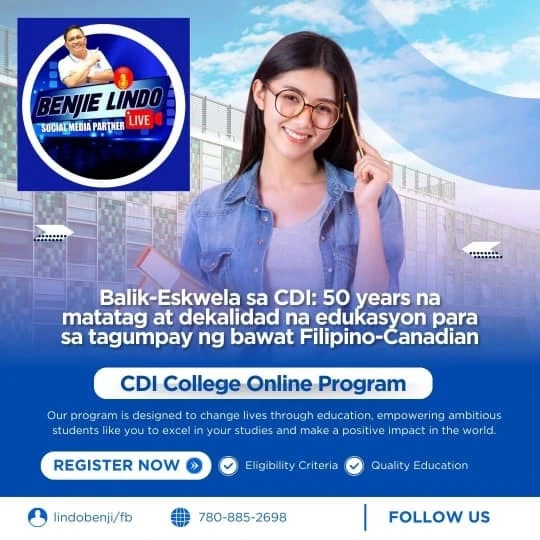 BENJIE LINDO
SOCIAL MEDIA PARTNER LIVE
Balik-Eskwela sa CDI: 50 years na
matatag at dekalidad na edukasyon para
sa tagumpay ng bawat Filipino-Canadian
CDI College Online Program
Our program is designed to change lives through education, empowering ambitious
students like you to excel in your studies and make a positive impact in the world.
REGISTER NOW Eligibility Criteria Quality Education
lindobenji/fb 780-885-2698 FOLLOW US